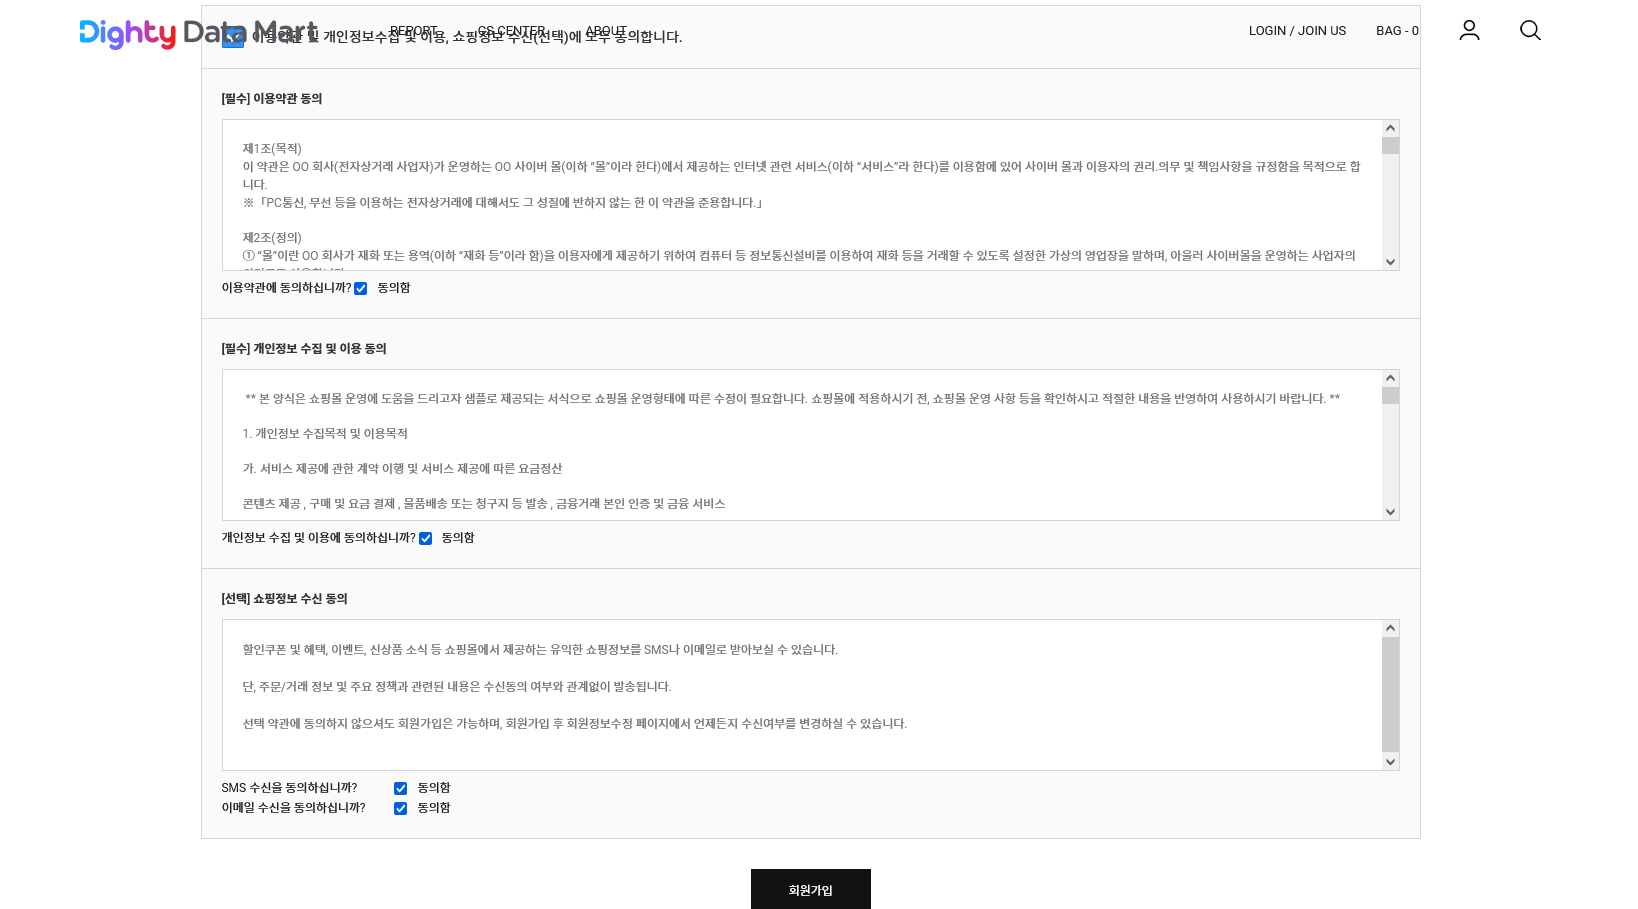 Dighty Data Mart
REPORT CS CENTER ABOUT LOGIN / JOIN US BAG - 0
이용약관 및 개인정보수집 및 이용, 쇼핑정보 수신(선택)에 모두 동의합니다.
[필수] 이용약관 동의
제1조(목적)
이 약관은 OO 회사(전자상거래 사업자)가 운영하는 OO 사이버 몰(이하 “몰”이라 한다)에서 제공하는 인터넷 관련 서비스(이하 “서비스”라 한다)를 이용함에 있어 사이버 몰과 이용자의 권리.의무 및 책임사항을 규정함을 목적으로 합
니다.
※「PC통신, 무선 등을 이용하는 전자상거래에 대해서도 그 성질에 반하지 않는 한 이 약관을 준용합니다.」
제2조(정의)
① “몰”이란 OO 회사가 재화 또는 용역(이하 “재화 등”이라 함)을 이용자에게 제공하기 위하여 컴퓨터 등 정보통신설비를 이용하여 재화 등을 거래할 수 있도록 설정한 가상의 영업장을 말하며, 아울러 사이버몰을 운영하는 사업자의
이용약관에 동의하십니까? 동의함
[필수] 개인정보 수집 및 이용 동의
** 본 양식은 쇼핑몰 운영에 도움을 드리고자 샘플로 제공되는 서식으로 쇼핑몰 운영형태에 따른 수정이 필요합니다. 쇼핑몰에 적용하시기 전, 쇼핑몰 운영 사항 등을 확인하시고 적절한 내용을 반영하여 사용하시기 바랍니다. **
1. 개인정보 수집목적 및 이용목적
가. 서비스 제공에 관한 계약 이행 및 서비스 제공에 따른 요금정산
콘텐츠 제공 , 구매 및 요금 결제 , 물품배송 또는 청구지 등 발송 , 금융거래 본인 인증 및 금융 서비스
개인정보 수집 및 이용에 동의하십니까? 동의함
[선택] 쇼핑정보 수신 동의
할인쿠폰 및 혜택, 이벤트, 신상품 소식 등 쇼핑몰에서 제공하는 유익한 쇼핑정보를 SMS나 이메일로 받아보실 수 있습니다.
단, 주문/거래 정보 및 주요 정책과 관련된 내용은 수신동의 여부와 관계없이 발송됩니다.
선택 약관에 동의하지 않으셔도 회원가입은 가능하며, 회원가입 후 회원정보수정 페이지에서 언제든지 수신여부를 변경하실 수 있습니다.
SMS 수신을 동의하십니까? 동의함
이메일 수신을 동의하십니까? 동의함
회원가입